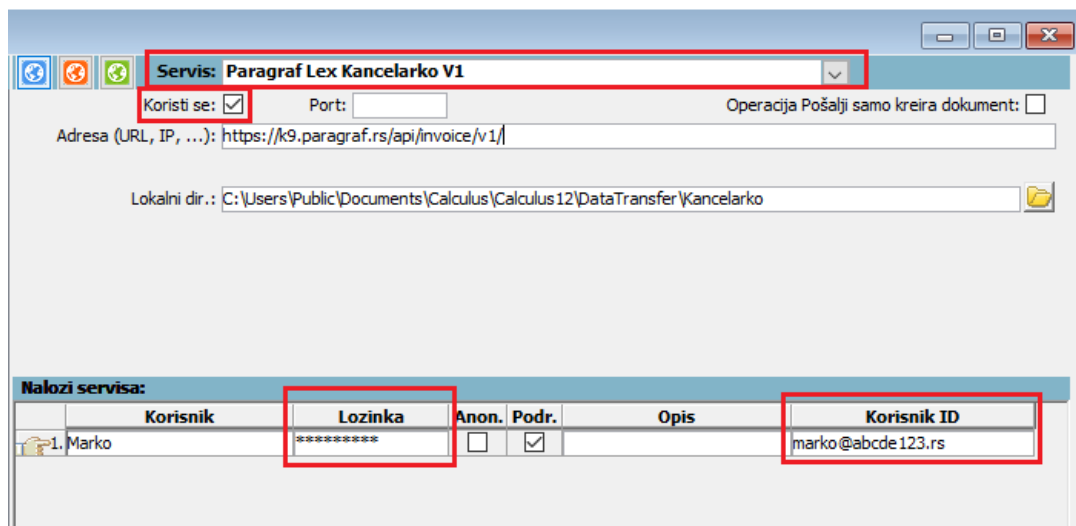 Servis: Paragraf Lex Kancelarko V1
Koristi se: Port: Operacija Pošalji samo kreira dokument:
Adresa (URL, IP, ...): https://k9.paragraf.rs/api/invoice/v1/
Lokalni dir.: C:\Users\Public\Documents\Calculus\Calculus12\DataTransfer\Kancelarko
Nalozi servisa:
Korisnik Lozinka Anon. Podr. Opis Korisnik ID
1. Marko ********* marko@abcde123.rs